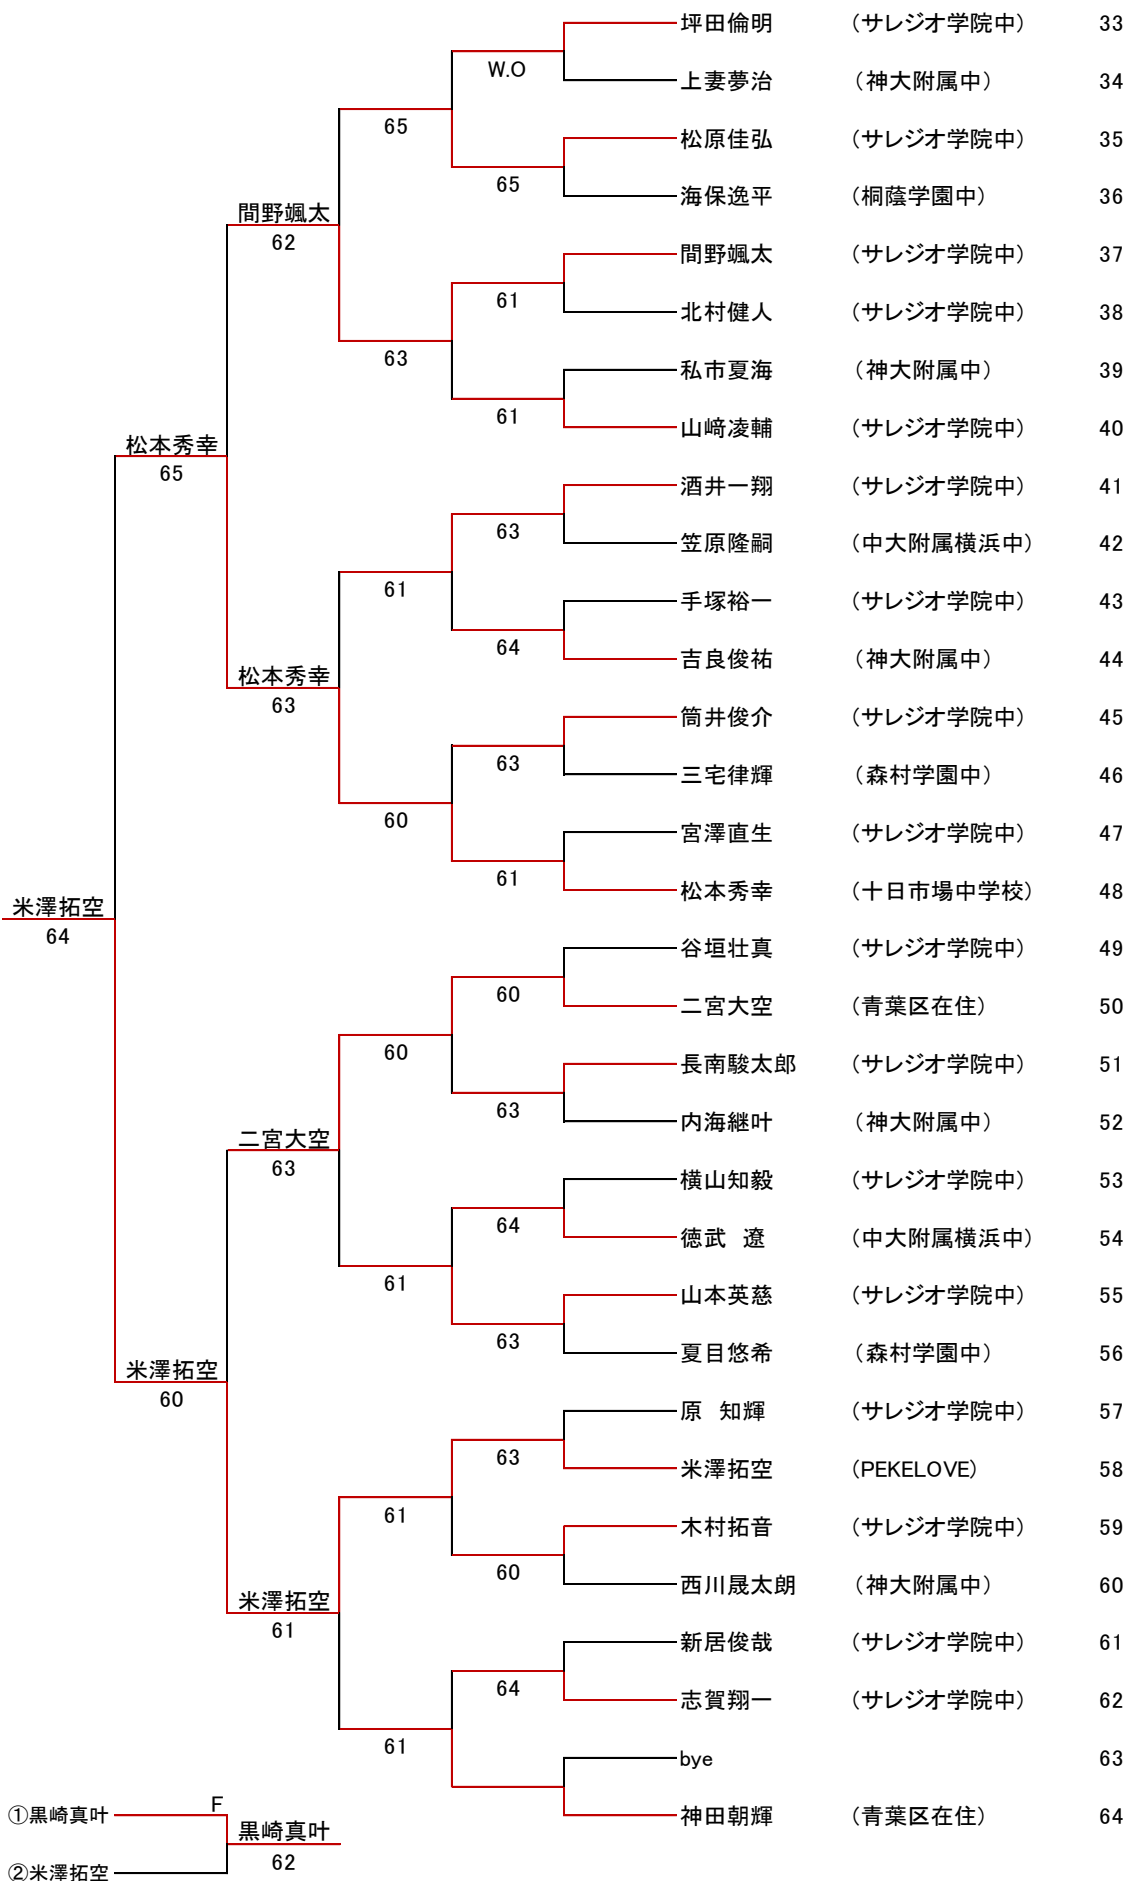 坪田倫明 （サレジオ学院中） 33
W.O
上妻夢治 （神大附属中） 34
65
松原佳弘 （サレジオ学院中） 35
65
海保逸平 （桐蔭学園中） 36
間野颯太
62
間野颯太 （サレジオ学院中） 37
61
北村健人 （サレジオ学院中） 38
63
私市夏海 （神大附属中） 39
61
山﨑凌輔 （サレジオ学院中） 40
松本秀幸
65
酒井一翔 （サレジオ学院中） 41
63
笠原隆嗣 （中大附属横浜中） 42
61
手塚裕一 （サレジオ学院中） 43
64
吉良俊祐 （神大附属中） 44
松本秀幸
63
筒井俊介 （サレジオ学院中） 45
63
三宅律輝 （森村学園中） 46
60
宮澤直生 （サレジオ学院中） 47
61
松本秀幸 （十日市場中学校） 48
米澤拓空
64
谷垣壮真 （サレジオ学院中） 49
60
二宮大空 （青葉区在住） 50
60
長南駿太郎 （サレジオ学院中） 51
63
内海継叶 （神大附属中） 52
二宮大空
63
横山知毅 （サレジオ学院中） 53
64
徳武　遼 （中大附属横浜中） 54
61
山本英慈 （サレジオ学院中） 55
63
夏目悠希 （森村学園中） 56
米澤拓空
60
原　知輝 （サレジオ学院中） 57
63
米澤拓空 （PEKELOVE） 58
61
木村拓音 （サレジオ学院中） 59
60
西川晟太朗 （神大附属中） 60
米澤拓空
61
新居俊哉 （サレジオ学院中） 61
64
志賀翔一 （サレジオ学院中） 62
61
bye 63
神田朝輝 （青葉区在住） 64
①黒崎真叶 F
黒崎真叶
62
②米澤拓空